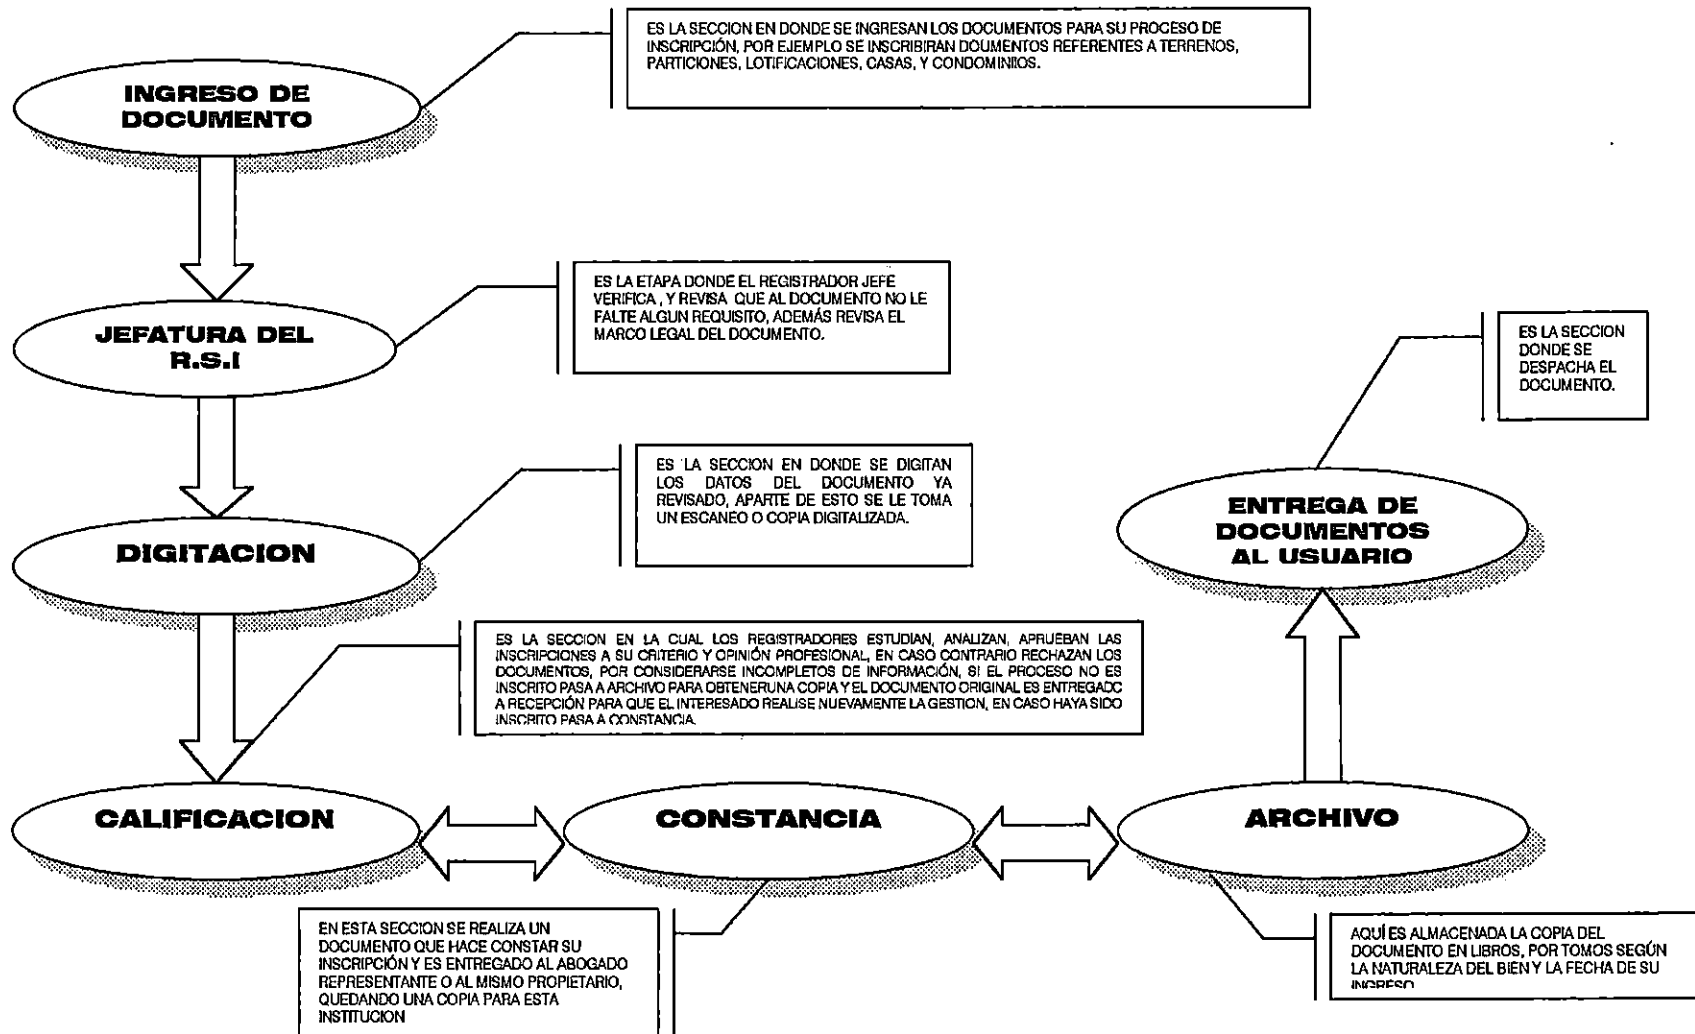 INGRESO DE
DOCUMENTO
ES LA SECCION EN DONDE SE INGRESAN LOS DOCUMENTOS PARA SU PROCESO DE
INSCRIPCIÓN, POR EJEMPLO SE INSCRIBIRAN DOUMENTOS REFERENTES A TERRENOS,
PARTICIONES, LOTIFICACIONES, CASAS, Y CONDOMINIIOS.
JEFATURA DEL
R.S.I
ES LA ETAPA DONDE EL REGISTRADOR JEFE
VERIFICA , Y REVISA QUE AL DOCUMENTO NO LE
FALTE ALGUN REQUISITO, ADEMÁS REVISA EL
MARCO LEGAL DEL DOCUMENTO.
DIGITACION
ES LA SECCION EN DONDE SE DIGITAN
LOS DATOS DEL DOCUMENTO YA
REVISADO, APARTE DE ESTO SE LE TOMA
UN ESCANEO O COPIA DIGITALIZADA.
ES LA SECCION EN LA CUAL LOS REGISTRADORES ESTUDIAN, ANALIZAN, APRUEBAN LAS
INSCRIPCIONES A SU CRITERIO Y OPINIÓN PROFESIONAL, EN CASO CONTRARIO RECHAZAN LOS
DOCUMENTOS, POR CONSIDERARSE INCOMPLETOS DE INFORMACIÓN, SI EL PROCESO NO ES
INSCRITO PASA A ARCHIVO PARA OBTENERUNA COPIA Y EL DOCUMENTO ORIGINAL ES ENTREGADO
A RECEPCIÓN PARA QUE EL INTERESADO REALISE NUEVAMENTE LA GESTION, EN CASO HAYA SIDO
INSCRITO PASA A CONSTANCIA.
CALIFICACION
CONSTANCIA
EN ESTA SECCION SE REALIZA UN
DOCUMENTO QUE HACE CONSTAR SU
INSCRIPCIÓN Y ES ENTREGADO AL ABOGADO
REPRESENTANTE O AL MISMO PROPIETARIO,
QUEDANDO UNA COPIA PARA ESTA
INSTITUCION
ARCHIVO
AQUÍ ES ALMACENADA LA COPIA DEL
DOCUMENTO EN LIBROS, POR TOMOS SEGÚN
LA NATURALEZA DEL BIEN Y LA FECHA DE SU
INGRESO
ENTREGA DE
DOCUMENTOS
AL USUARIO
ES LA SECCION
DONDE SE
DESPACHA EL
DOCUMENTO.